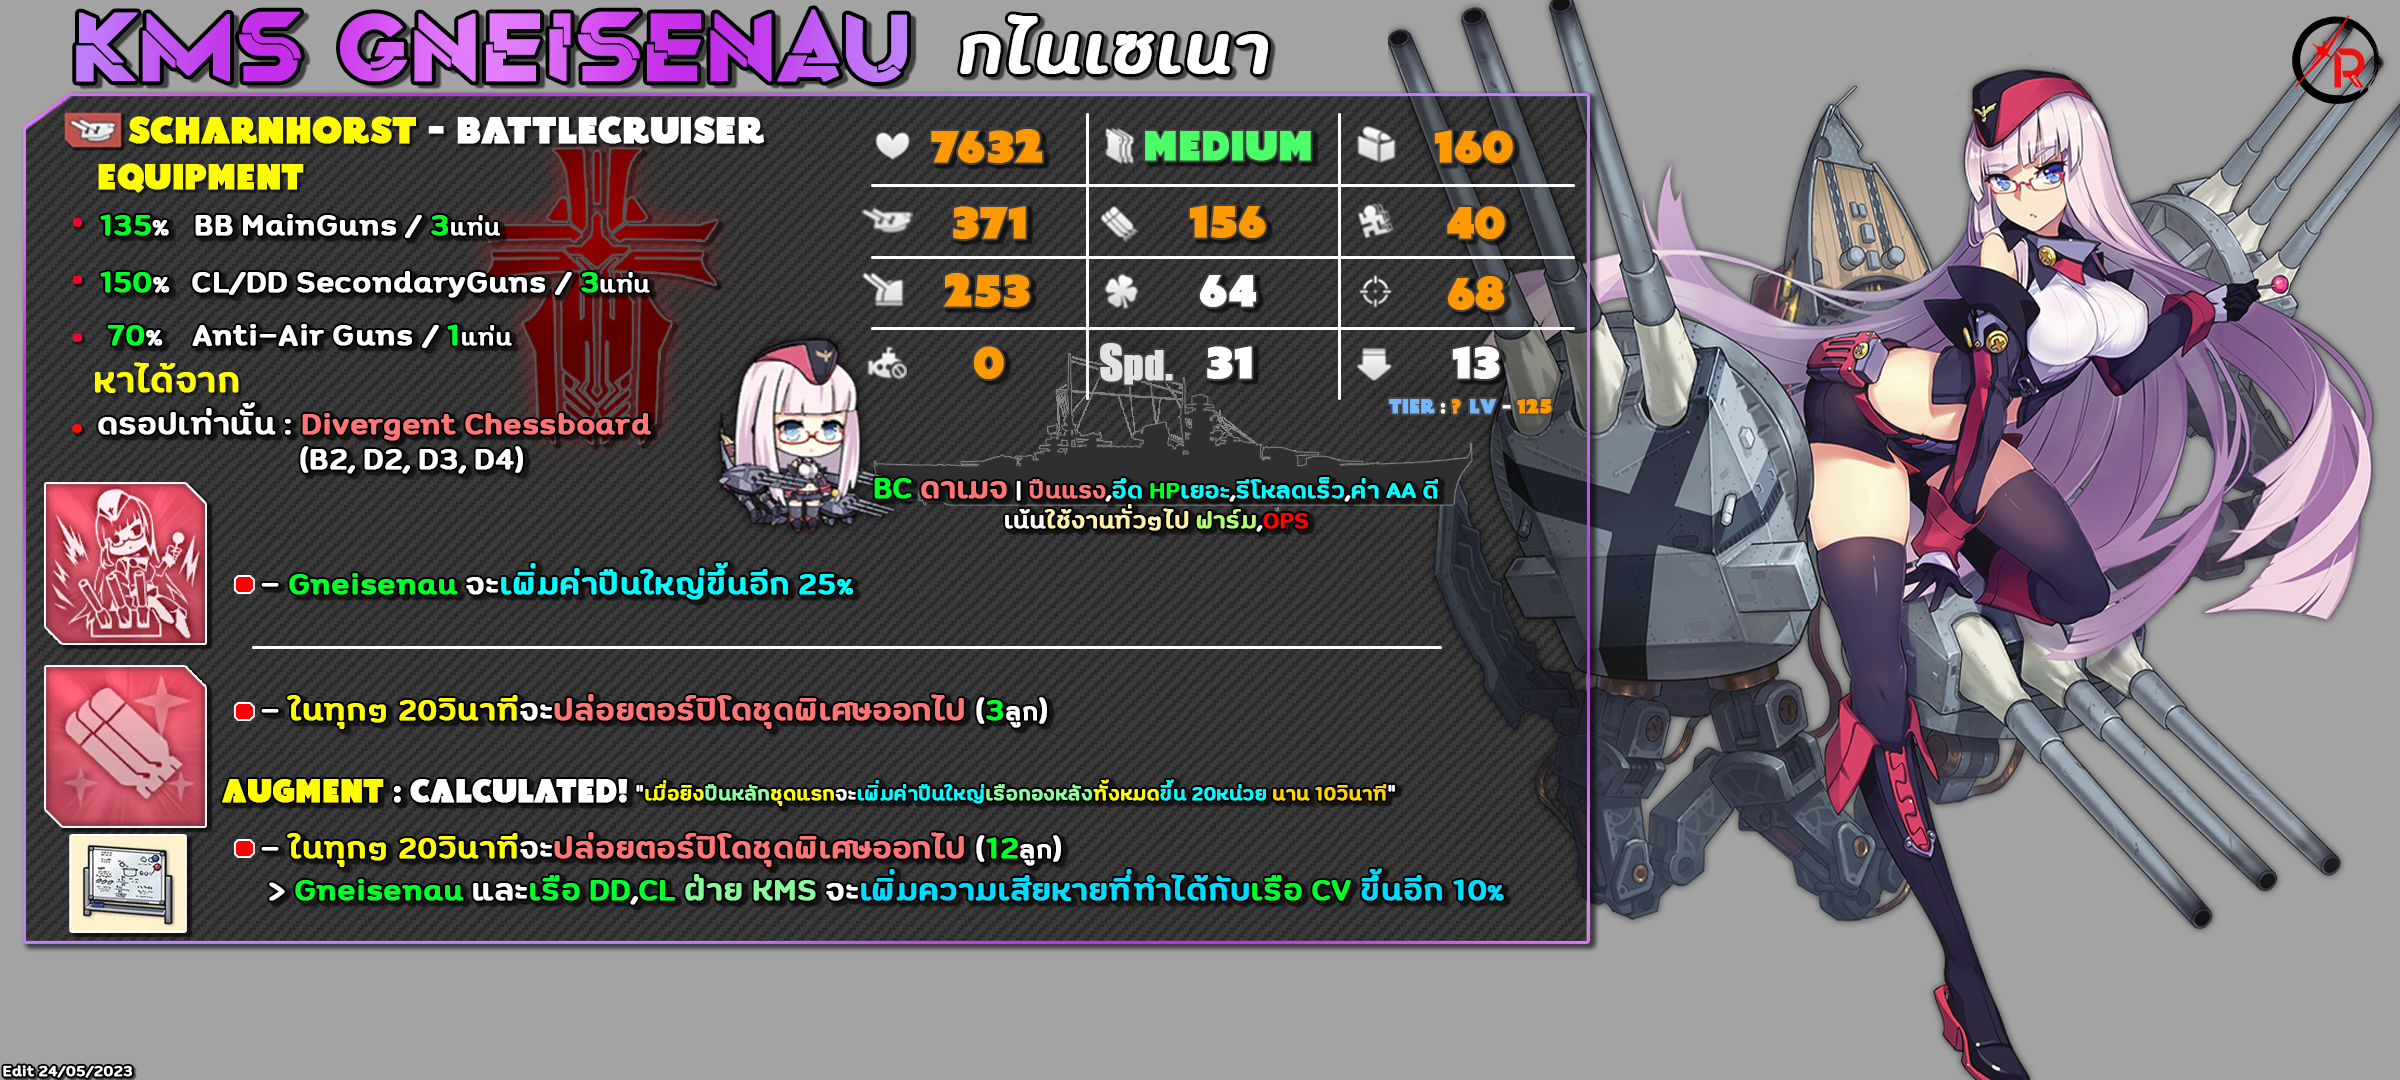 KMS GNEISENAU กไนเซเนา
SCHARNHORST - BATTLECRUISER
EQUIPMENT
135% BB MainGuns / 3แท่น
150% CL/DD SecondaryGuns / 3แท่น
70% Anti-Air Guns / 1แท่น
หาได้จาก
ดรอปเท่านั้น : Divergent Chessboard
(B2, D2, D3, D4)
7632 MEDIUM 160
371 156 40
253 64 68
0 Spd. 31 13
TIER : ? LV - 125
BC ดาเมจ | ปืนแรง,อึด HPเยอะ,รีโหลดเร็ว,ค่า AA ดี
เน้นใช้งานทั่วๆไป ฟาร์ม,OPS
- Gneisenau จะเพิ่มค่าปืนใหญ่ขึ้นอีก 25%
- ในทุกๆ 20วินาทีจะปล่อยตอร์ปิโดชุดพิเศษออกไป (3ลูก)
AUGMENT : CALCULATED! "เมื่อยิงปืนหลักชุดแรกจะเพิ่มค่าปืนใหญ่เรือกองหลังทั้งหมดขึ้น 20หน่วย นาน 10วินาที"
- ในทุกๆ 20วินาทีจะปล่อยตอร์ปิโดชุดพิเศษออกไป (12ลูก)
> Gneisenau และเรือ DD,CL ฝ่าย KMS จะเพิ่มความเสียหายที่ทำได้กับเรือ CV ขึ้นอีก 10%
R
Edit 24/05/2023